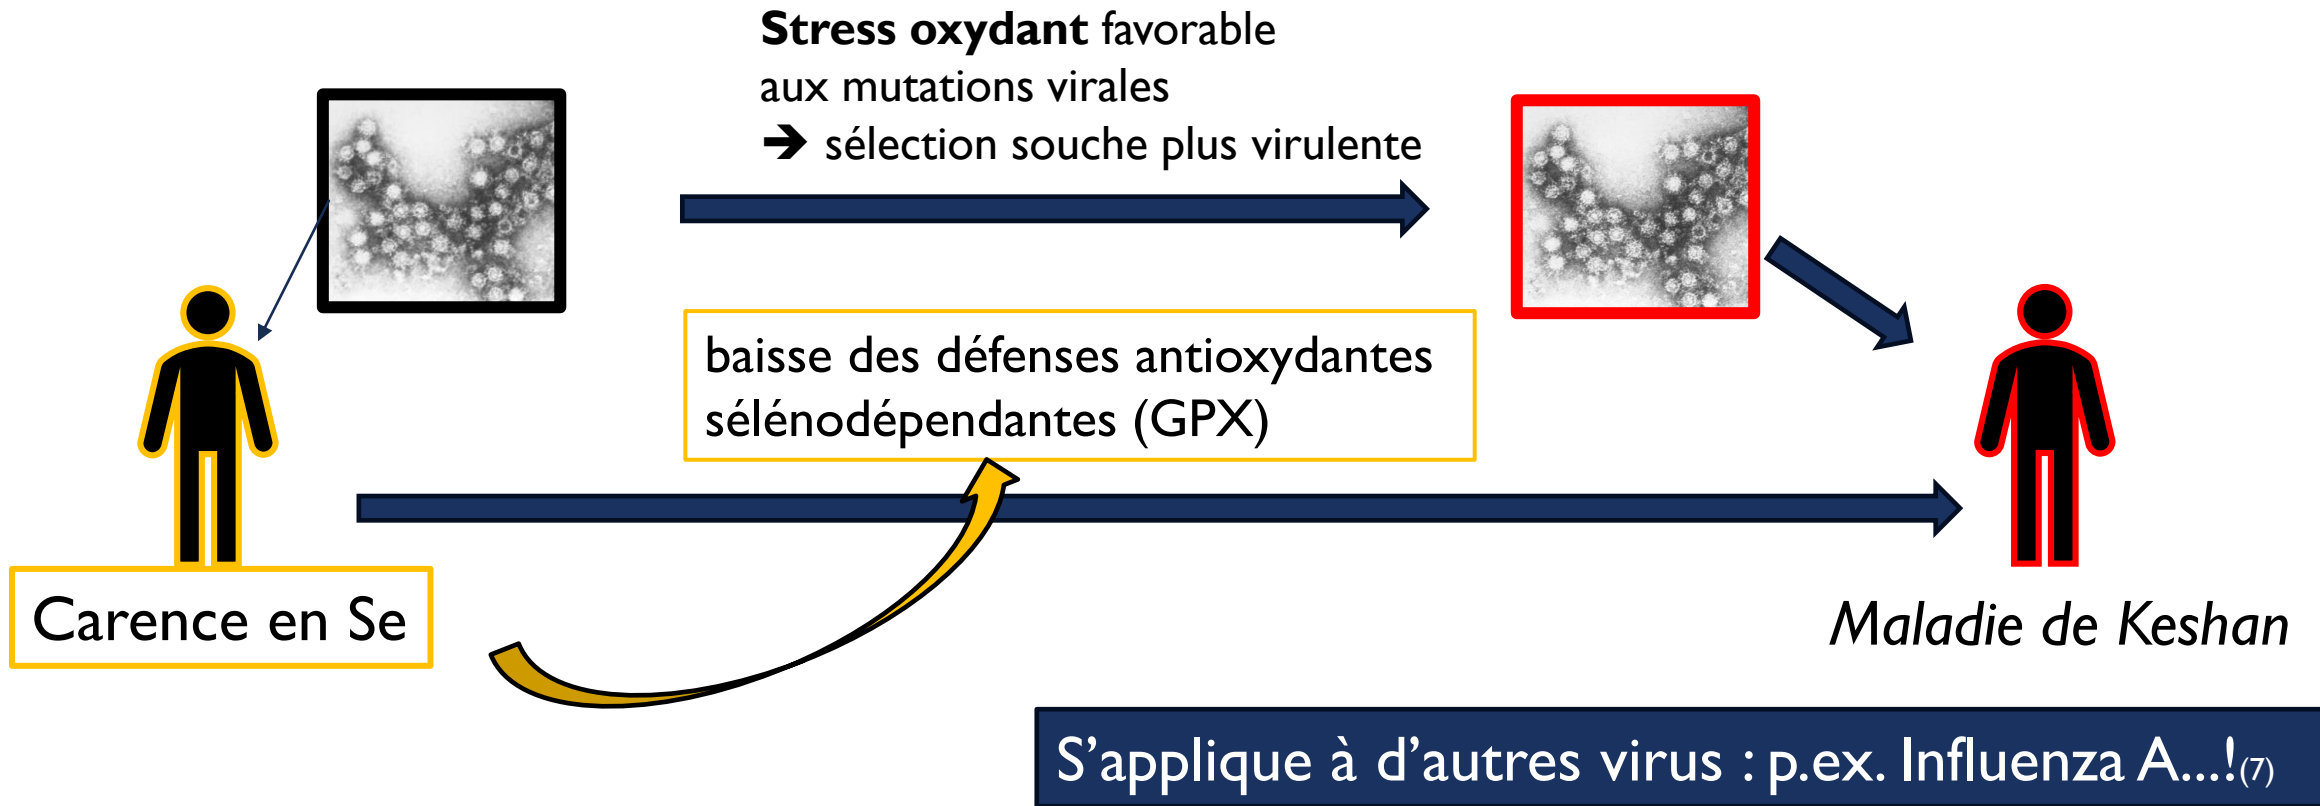 Stress oxydant favorable
aux mutations virales
➔ sélection souche plus virulente
baisse des défenses antioxydantes
sélénodépendantes (GPX)
Carence en Se
Maladie de Keshan
S’applique à d’autres virus : p.ex. Influenza A...!(7)